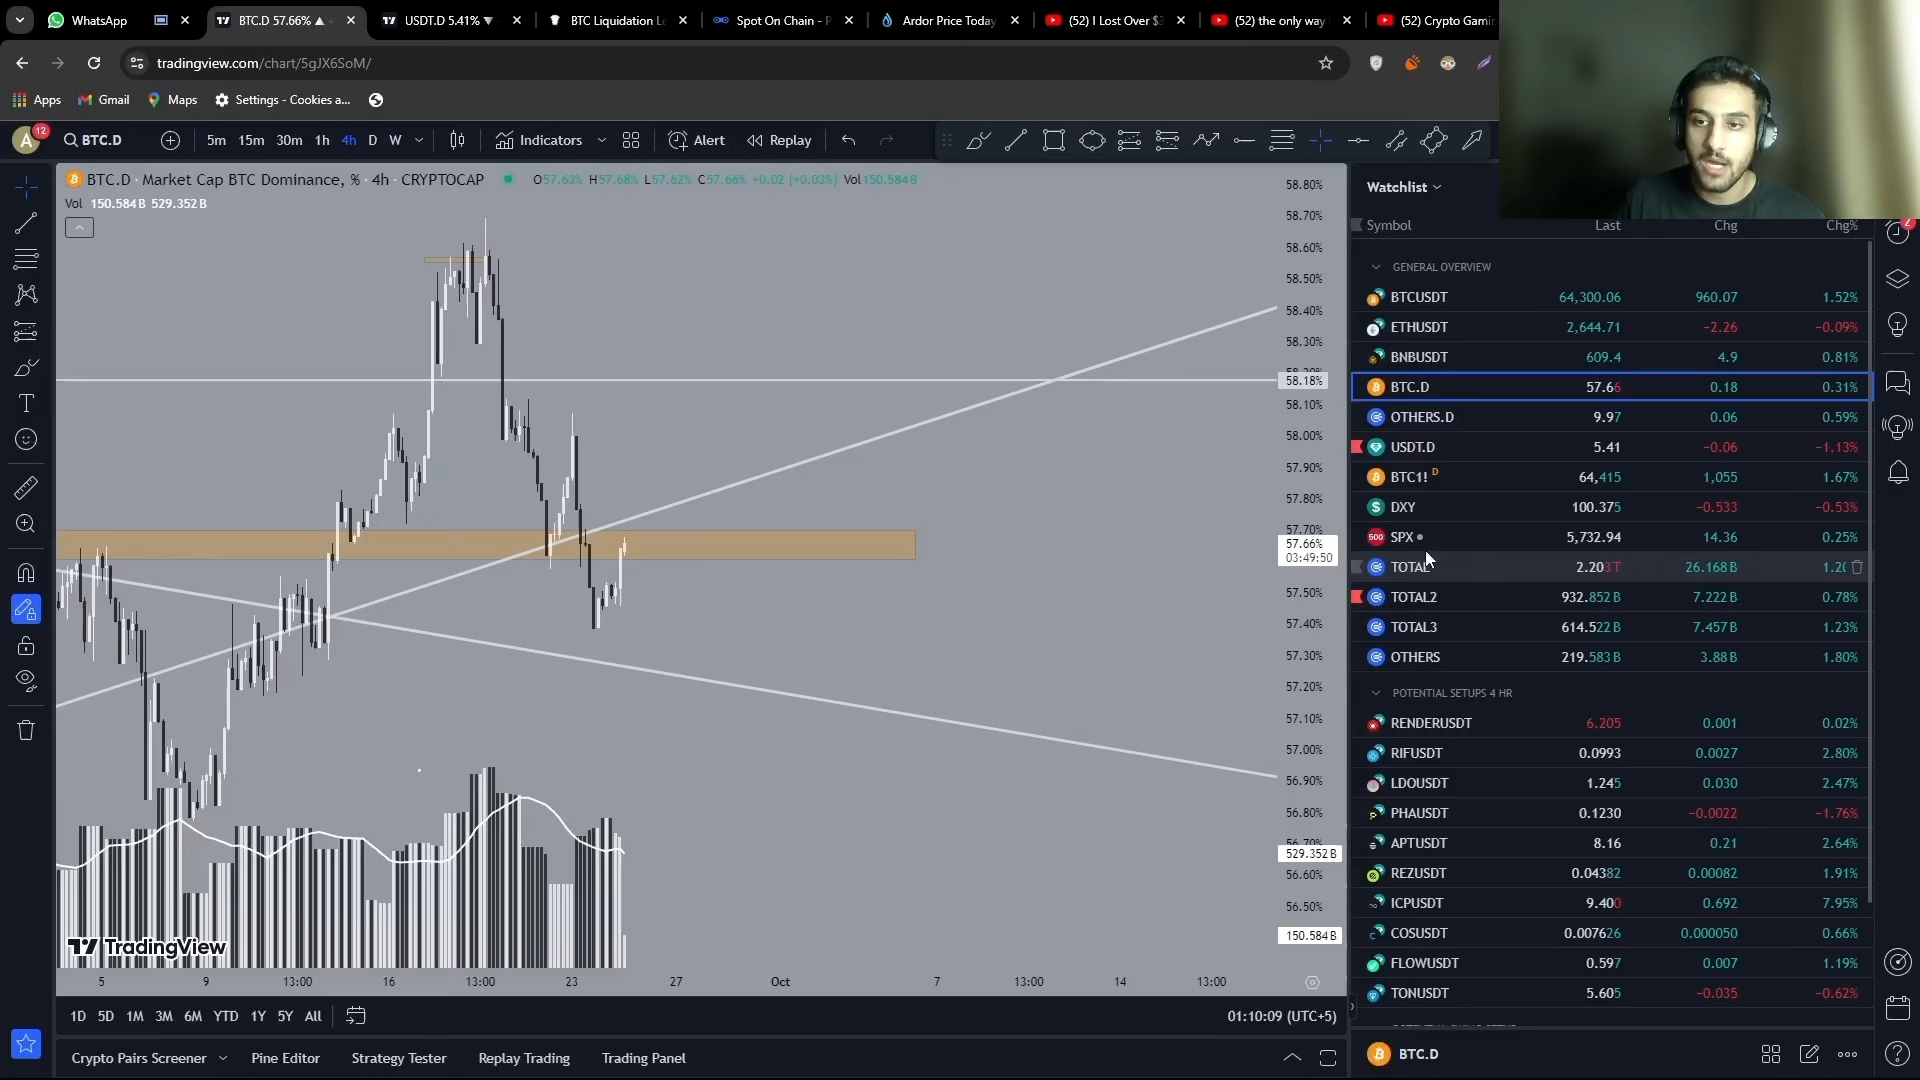 WhatsApp
BTC.D 57.66% ▲
USDT.D 5.41% ▼
BTC Liquidation
Spot On Chain - P
Ardor Price Today
(52) I Lost Over $3
(52) the only way
(52) Crypto Gami
tradingview.com/chart/5gJX6SoM/
Apps Gmail Maps Settings - Cookies a...
A 12 BTC.D 5m 15m 30m 1h 4h D W Indicators Alert Replay
BTC.D · Market Cap BTC Dominance, % · 4h · CRYPTOCAP O57.63% H57.68% L57.62% C57.66% +0.02 (+0.03%) Vol150.584B
Vol 150.584B 529.352B
58.80%
58.70%
58.60%
58.50%
58.40%
58.30%
58.18%
58.10%
58.00%
57.90%
57.80%
57.70%
57.66%
03:49:50
57.50%
57.40%
57.30%
57.20%
57.10%
57.00%
56.90%
56.80%
56.70%
529.352B
56.60%
56.50%
150.584B
TradingView
5 9 13:00 16 13:00 23 27 Oct 7 13:00 14 13:00
1D 5D 1M 3M 6M YTD 1Y 5Y All 01:10:09 (UTC+5)
Crypto Pairs Screener Pine Editor Strategy Tester Replay Trading Trading Panel
Watchlist
Symbol Last Chg Chg%
2
GENERAL OVERVIEW
BTCUSDT 64,300.06 960.07 1.52%
ETHUSDT 2,644.71 −2.26 −0.09%
BNBUSDT 609.4 4.9 0.81%
BTC.D 57.66 0.18 0.31%
OTHERS.D 9.97 0.06 0.59%
USDT.D 5.41 −0.06 −1.13%
BTC1! D 64,415 1,055 1.67%
DXY 100.375 −0.533 −0.53%
500 SPX 5,732.94 14.36 0.25%
TOTAL 2.203T 26.168B 1.2
TOTAL2 932.852B 7.222B 0.78%
TOTAL3 614.522B 7.457B 1.23%
OTHERS 219.583B 3.88B 1.80%
POTENTIAL SETUPS 4 HR
RENDERUSDT 6.205 0.001 0.02%
RIFUSDT 0.0993 0.0027 2.80%
LDOUSDT 1.245 0.030 2.47%
PHAUSDT 0.1230 −0.0022 −1.76%
APTUSDT 8.16 0.21 2.64%
REZUSDT 0.04382 0.00082 1.91%
ICPUSDT 9.400 0.692 7.95%
COSUSDT 0.007626 0.000050 0.66%
FLOWUSDT 0.597 0.007 1.19%
TONUSDT 5.605 −0.035 −0.62%
BTC.D